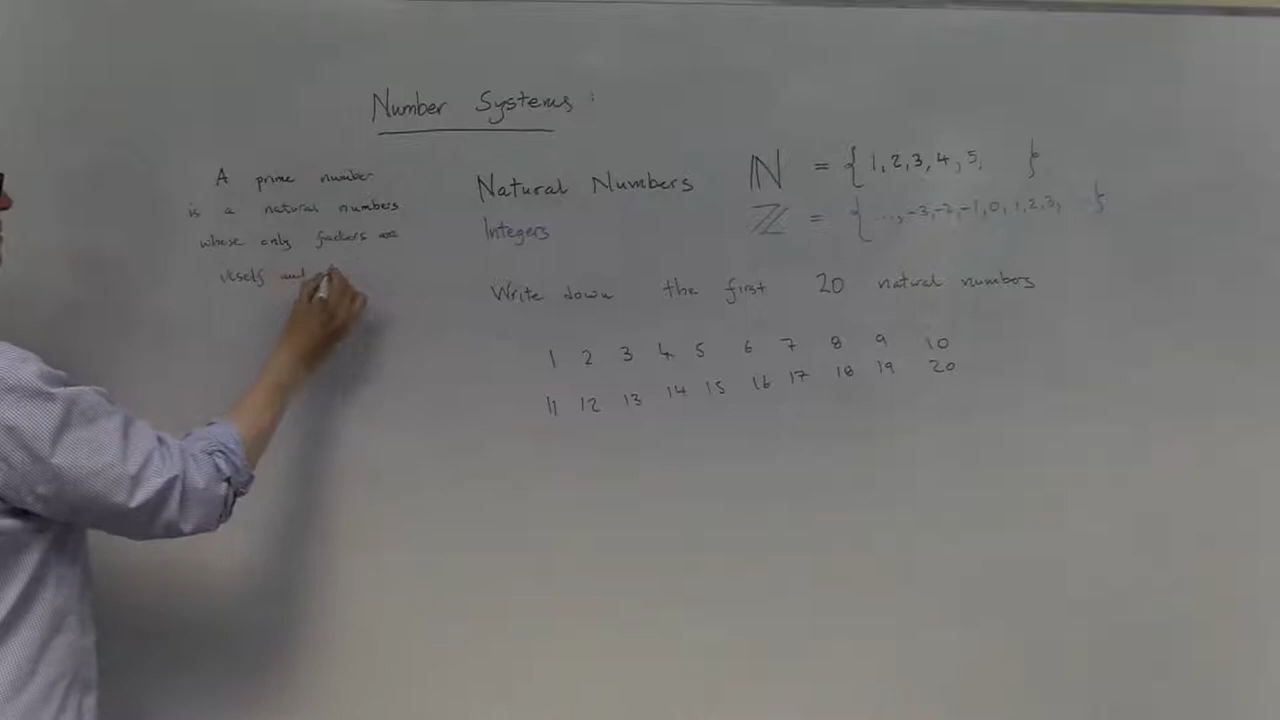 Number Systems :
A prime number
is a natural numbers
whose only factors are
itself and
Natural Numbers ℕ = { 1, 2, 3, 4, 5, }
Integers ℤ = { ..., -3, -2, -1, 0, 1, 2, 3, }
Write down the first 20 natural numbers
1 2 3 4 5 6 7 8 9 10
11 12 13 14 15 16 17 18 19 20